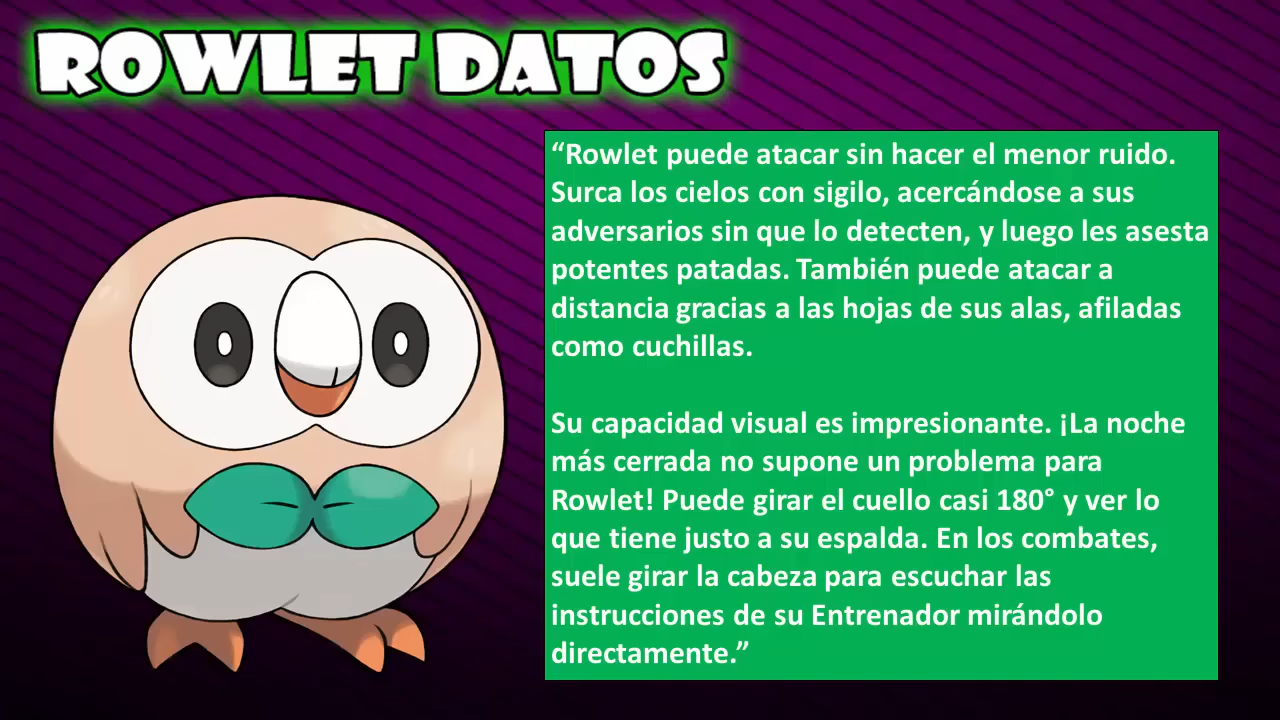 ROWLET DATOS
“Rowlet puede atacar sin hacer el menor ruido.
Surca los cielos con sigilo, acercándose a sus
adversarios sin que lo detecten, y luego les asesta
potentes patadas. También puede atacar a
distancia gracias a las hojas de sus alas, afiladas
como cuchillas.
Su capacidad visual es impresionante. ¡La noche
más cerrada no supone un problema para
Rowlet! Puede girar el cuello casi 180° y ver lo
que tiene justo a su espalda. En los combates,
suele girar la cabeza para escuchar las
instrucciones de su Entrenador mirándolo
directamente.”